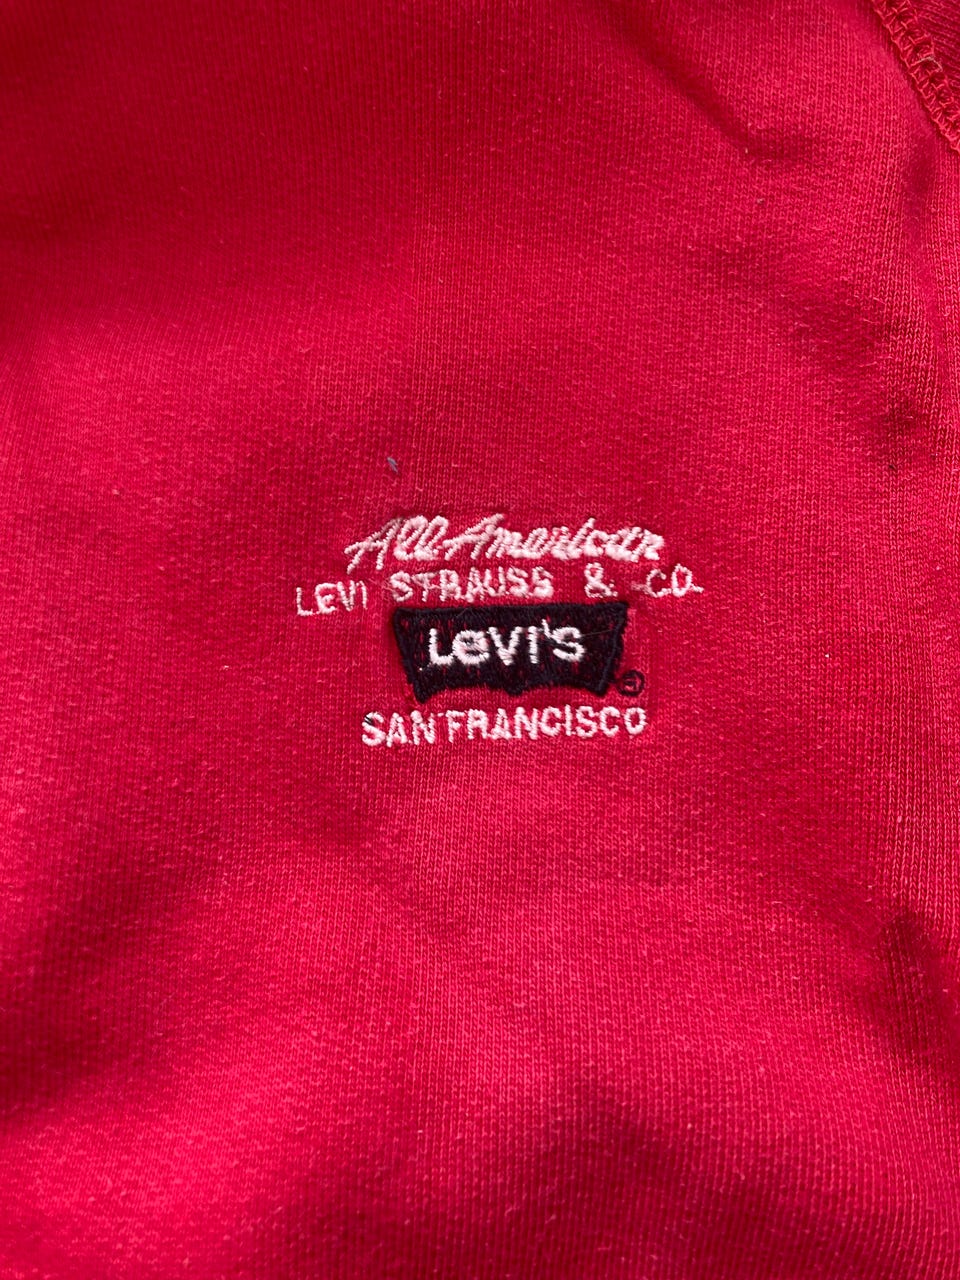 All American
LEVI STRAUSS & CO.
LEVI'S
®
SAN FRANCISCO